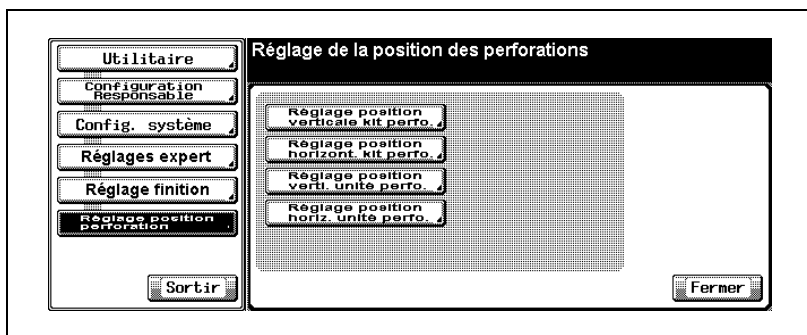 Utilitaire
Configuration
Responsable
Config. système
Réglages expert
Réglage finition
Réglage position
perforation
Sortir
Réglage de la position des perforations
Réglage position
verticale kit perfo.
Réglage position
horizont. kit perfo.
Réglage position
verti. unité perfo.
Réglage position
horiz. unité perfo.
Fermer